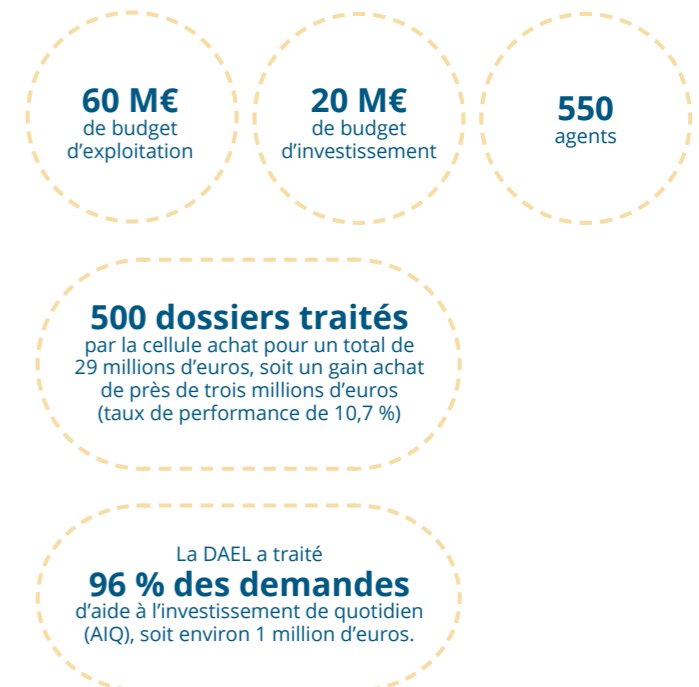 60 M€
de budget
d’exploitation
20 M€
de budget
d’investissement
550
agents
500 dossiers traités
par la cellule achat pour un total de
29 millions d’euros, soit un gain achat
de près de trois millions d’euros
(taux de performance de 10,7 %)
La DAEL a traité
96 % des demandes
d’aide à l’investissement de quotidien
(AIQ), soit environ 1 million d’euros.